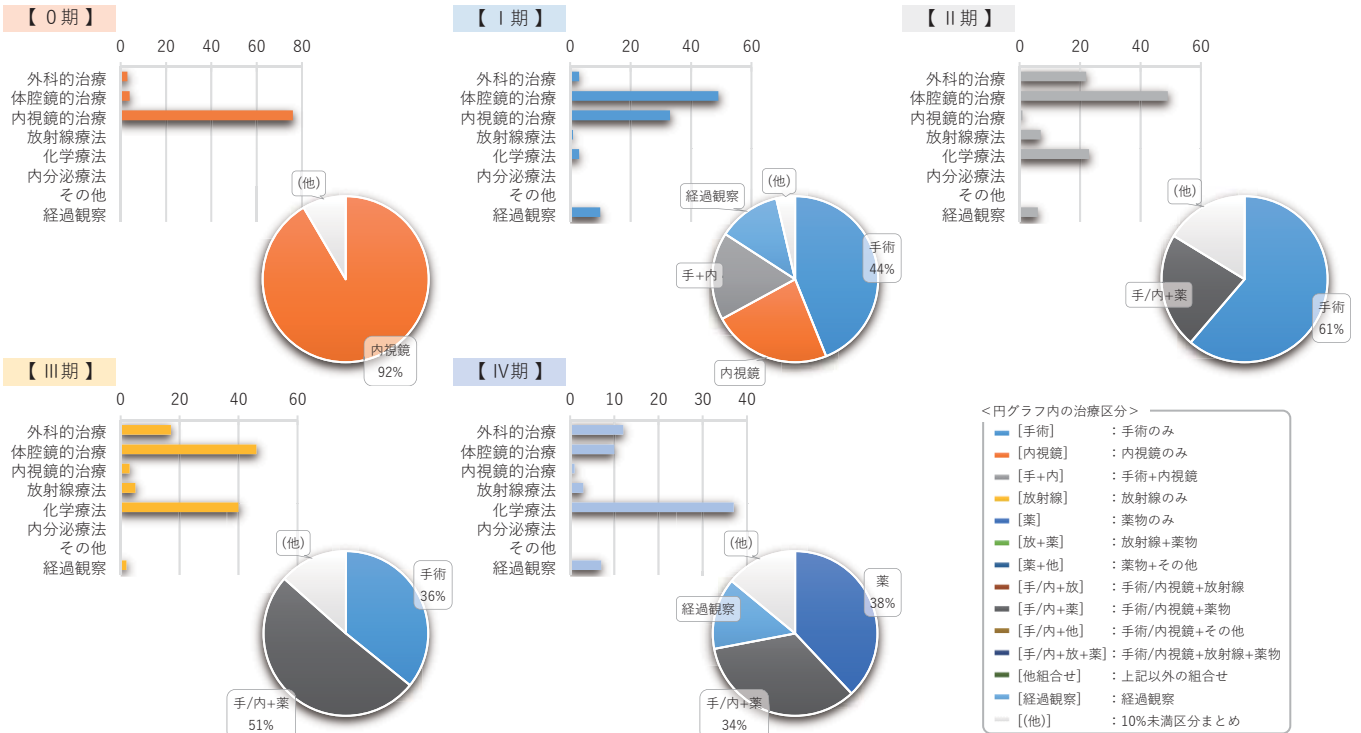 【 0期 】
0 20 40 60 80
外科的治療
体腔鏡的治療
内視鏡的治療
放射線療法
化学療法
内分泌療法
その他
経過観察
(他)
内視鏡
92%
【 I期 】
0 20 40 60
外科的治療
体腔鏡的治療
内視鏡的治療
放射線療法
化学療法
内分泌療法
その他
経過観察
(他)
経過観察
手術
44%
手+内
内視鏡
【 II期 】
0 20 40 60
外科的治療
体腔鏡的治療
内視鏡的治療
放射線療法
化学療法
内分泌療法
その他
経過観察
(他)
手/内+薬
手術
61%
【 III期 】
0 20 40 60
外科的治療
体腔鏡的治療
内視鏡的治療
放射線療法
化学療法
内分泌療法
その他
経過観察
(他)
手術
36%
手/内+薬
51%
【 IV期 】
0 10 20 30 40
外科的治療
体腔鏡的治療
内視鏡的治療
放射線療法
化学療法
内分泌療法
その他
経過観察
(他)
薬
38%
経過観察
手/内+薬
34%
＜円グラフ内の治療区分＞
[手術] ：手術のみ
[内視鏡] ：内視鏡のみ
[手+内] ：手術+内視鏡
[放射線] ：放射線のみ
[薬] ：薬物のみ
[放+薬] ：放射線+薬物
[薬+他] ：薬物+その他
[手/内+放] ：手術/内視鏡+放射線
[手/内+薬] ：手術/内視鏡+薬物
[手/内+他] ：手術/内視鏡+その他
[手/内+放+薬]：手術/内視鏡+放射線+薬物
[他組合せ] ：上記以外の組合せ
[経過観察] ：経過観察
[(他)] ：10%未満区分まとめ